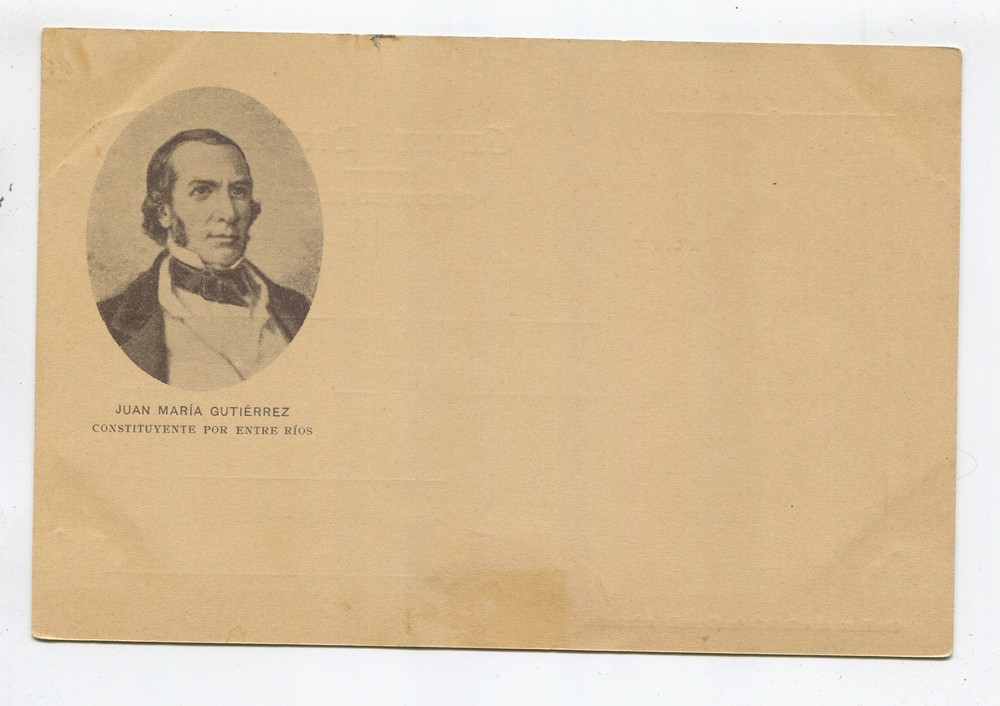 JUAN MARÍA GUTIÉRREZ
CONSTITUYENTE POR ENTRE RÍOS